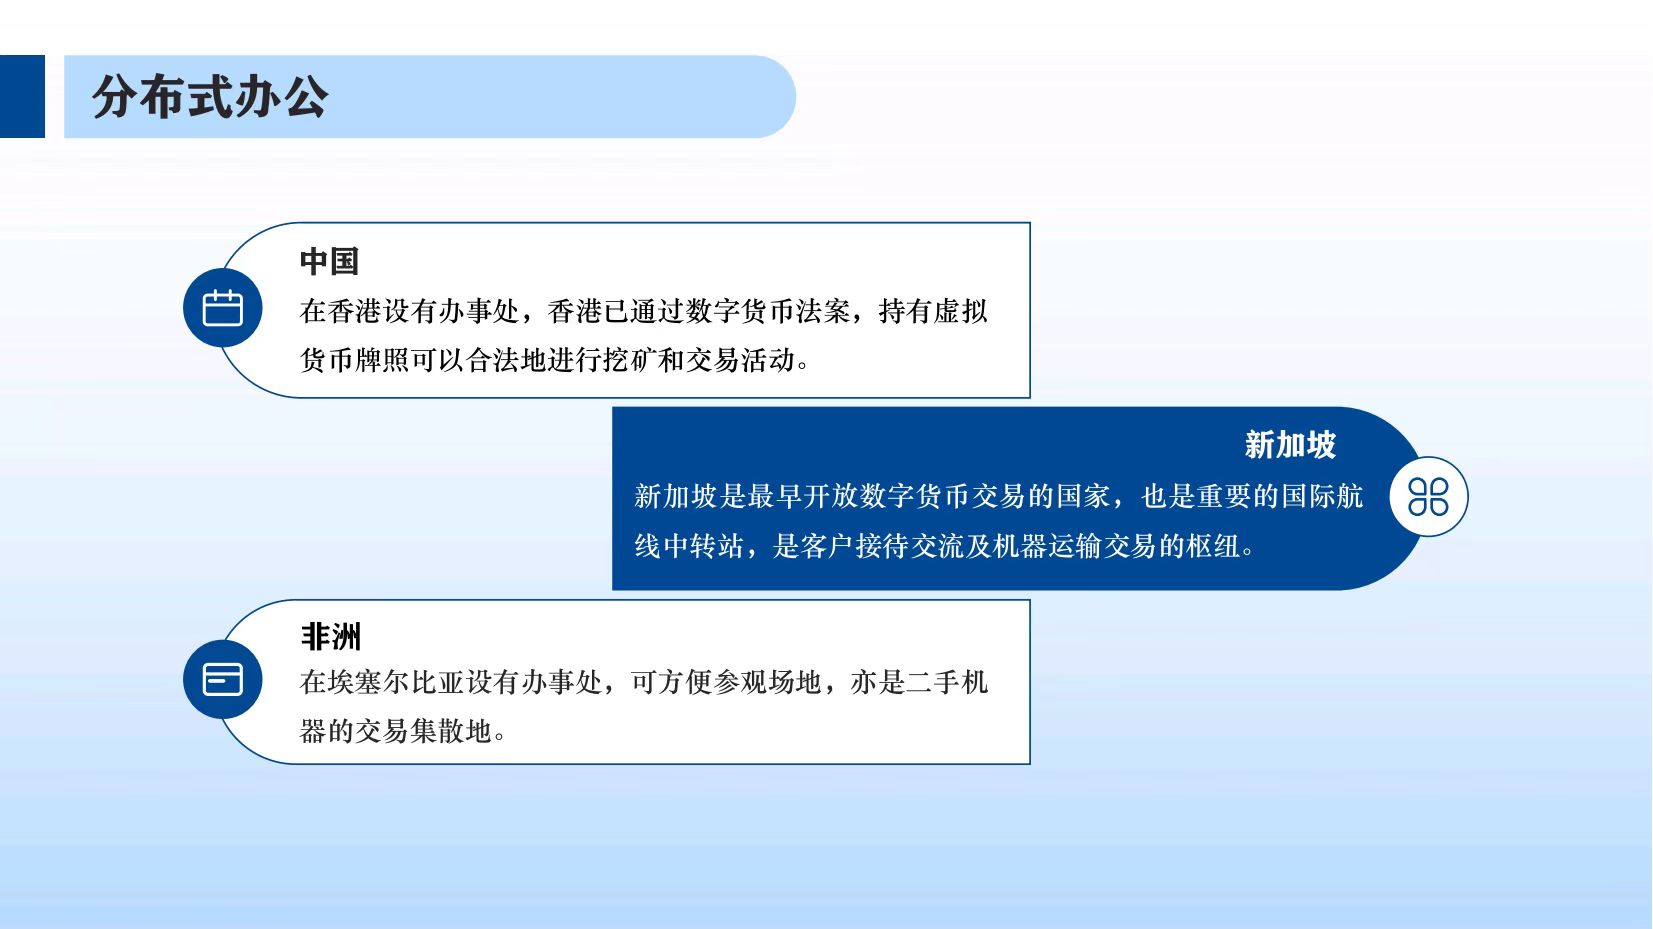 分布式办公
中国
在香港设有办事处，香港已通过数字货币法案，持有虚拟
货币牌照可以合法地进行挖矿和交易活动。
新加坡
新加坡是最早开放数字货币交易的国家，也是重要的国际航
线中转站，是客户接待交流及机器运输交易的枢纽。
非洲
在埃塞尔比亚设有办事处，可方便参观场地，亦是二手机
器的交易集散地。